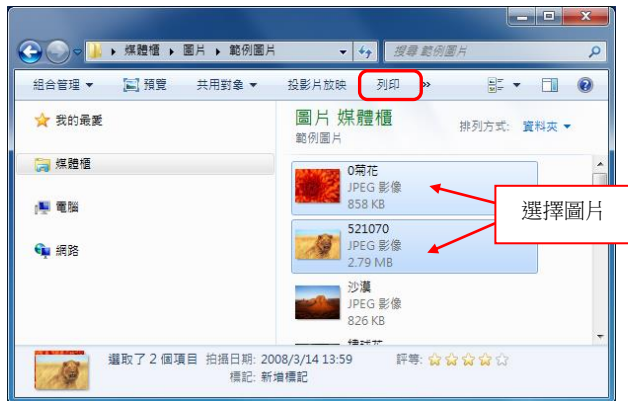 媒體櫃 圖片 範例圖片 搜尋 範例圖片
組合管理 預覽 共用對象 投影片放映 列印 »
我的最愛
媒體櫃
電腦
網路
圖片 媒體櫃
範例圖片
排列方式: 資料夾
0菊花
JPEG 影像
858 KB
521070
JPEG 影像
2.79 MB
沙漠
JPEG 影像
826 KB
選擇圖片
選取了 2 個項目 拍攝日期: 2008/3/14 13:59 評等:
標記: 新增標記